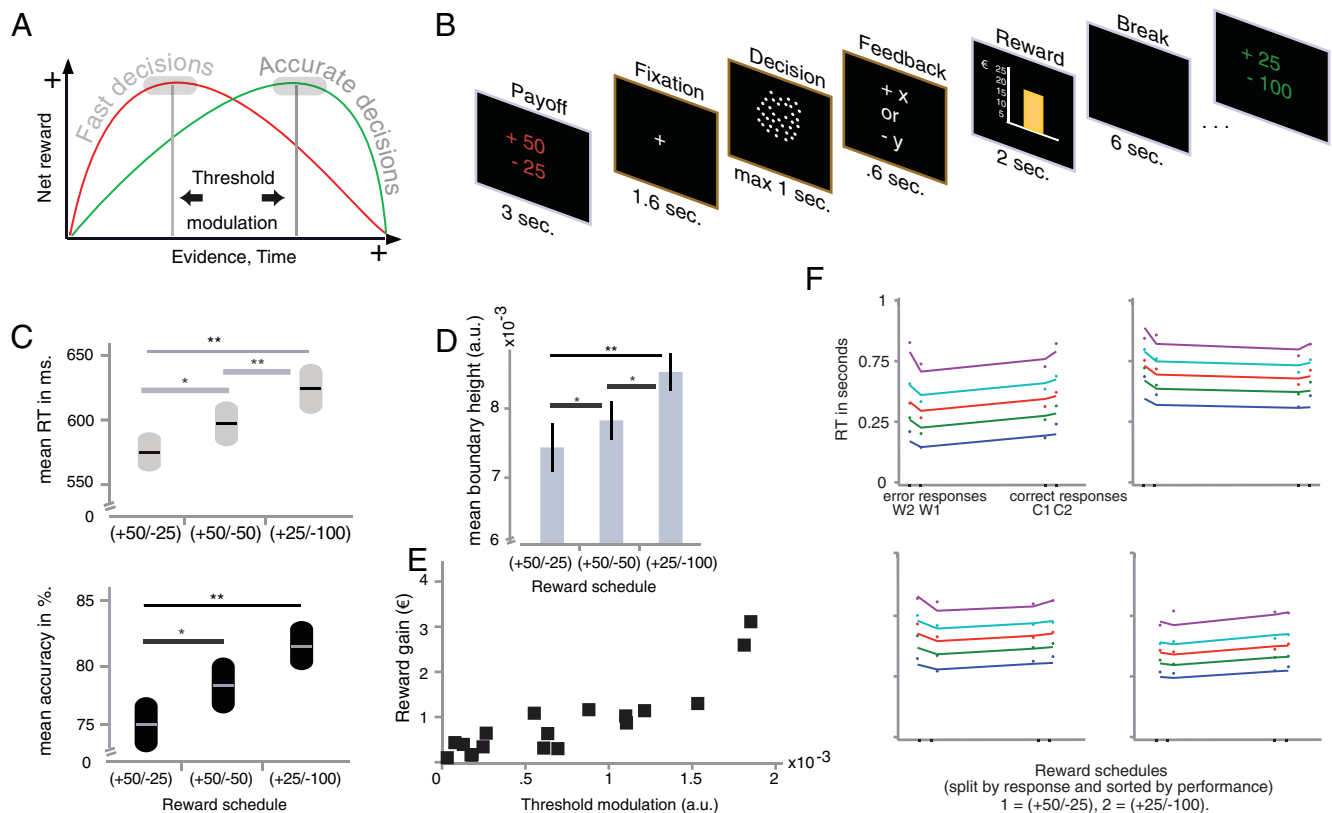 A
+
Fast decisions
Accurate decisions
Net reward
Threshold
modulation
Evidence, Time
+
B
Payoff
+ 50
- 25
3 sec.
Fixation
+
1.6 sec.
Decision
max 1 sec.
Feedback
+ x
or
- y
.6 sec.
Reward
€
25
20
15
10
5
2 sec.
Break
6 sec.
. . .
+ 25
- 100
C
mean RT in ms.
650
600
550
0
**
*
**
(+50/-25)
(+50/-50)
(+25/-100)
mean accuracy in %.
85
80
75
0
**
*
(+50/-25)
(+50/-50)
(+25/-100)
Reward schedule
D
x10⁻³
mean boundary height (a.u.)
8
7
6
**
*
*
(+50/-25)
(+50/-50)
(+25/-100)
Reward schedule
E
Reward gain (€)
4
3
2
1
0
.5
1
1.5
2
x10⁻³
Threshold modulation (a.u.)
F
RT in seconds
1
0.75
0.25
0
error responses
W2 W1
correct responses
C1 C2
Reward schedules
(split by response and sorted by performance)
1 = (+50/-25), 2 = (+25/-100).